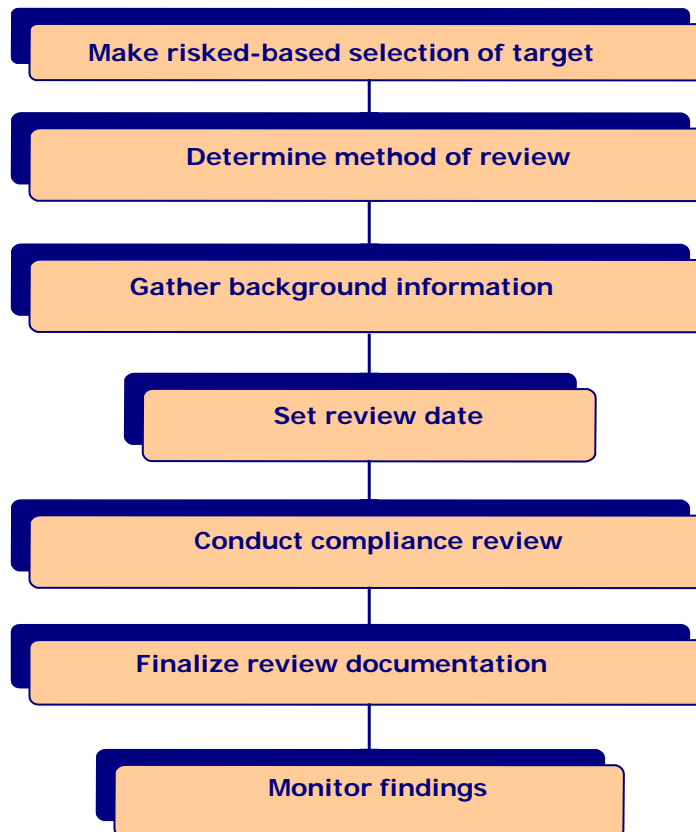 Make risked-based selection of target
Determine method of review
Gather background information
Set review date
Conduct compliance review
Finalize review documentation
Monitor findings